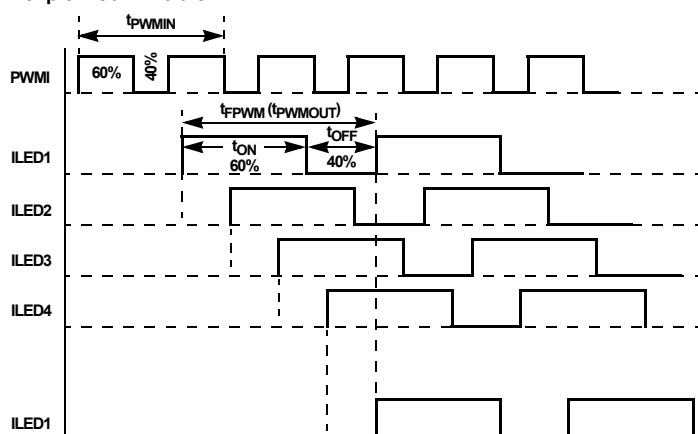 tPWMIN
PWMI
60%
40%
tFPWM (tPWMOUT)
tON
60%
tOFF
40%
ILED1
ILED2
ILED3
ILED4
ILED1